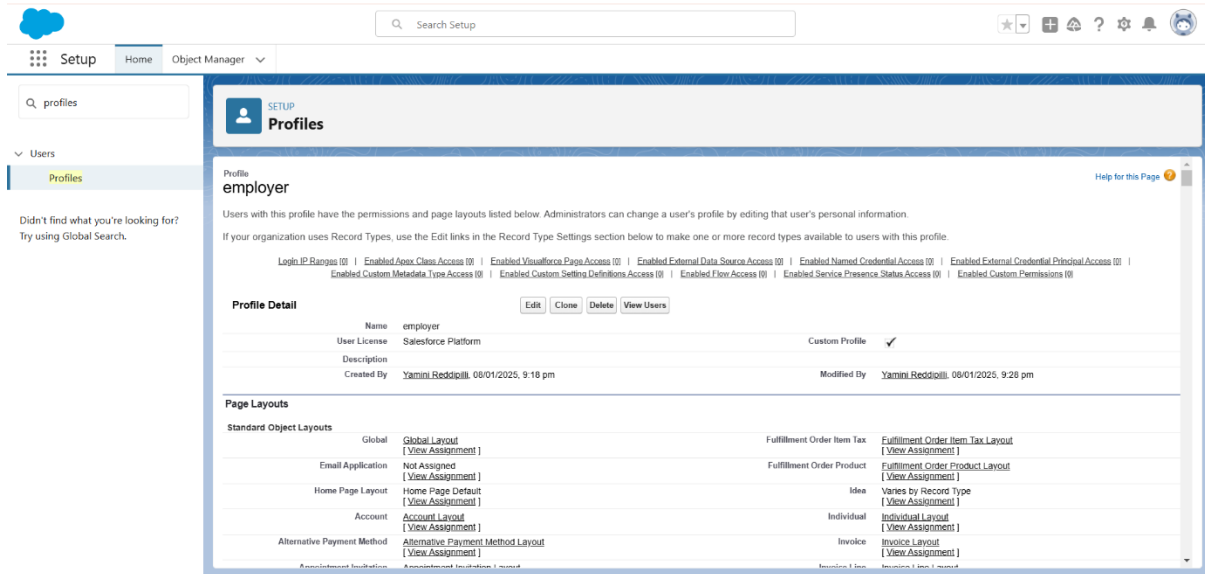 Search Setup
Setup
Home
Object Manager
profiles
Users
Profiles
Didn't find what you're looking for?
Try using Global Search.
SETUP
Profiles
Profile
employer
Help for this Page
Users with this profile have the permissions and page layouts listed below. Administrators can change a user's profile by editing that user's personal information.
If your organization uses Record Types, use the Edit links in the Record Type Settings section below to make one or more record types available to users with this profile.
Login IP Ranges [0] | Enabled Apex Class Access [0] | Enabled Visualforce Page Access [0] | Enabled External Data Source Access [0] | Enabled Named Credential Access [0] | Enabled External Credential Principal Access [0] |
Enabled Custom Metadata Type Access [0] | Enabled Custom Setting Definitions Access [0] | Enabled Flow Access [0] | Enabled Service Presence Status Access [0] | Enabled Custom Permissions [0]
Profile Detail Edit Clone Delete View Users
Name employer
User License Salesforce Platform Custom Profile ✓
Description
Created By Yamini Reddipilli, 08/01/2025, 9:18 pm Modified By Yamini Reddipilli, 08/01/2025, 9:28 pm
Page Layouts
Standard Object Layouts
Global Global Layout Fulfillment Order Item Tax Fulfillment Order Item Tax Layout
[ View Assignment ] [ View Assignment ]
Email Application Not Assigned Fulfillment Order Product Fulfillment Order Product Layout
[ View Assignment ] [ View Assignment ]
Home Page Layout Home Page Default Idea Varies by Record Type
[ View Assignment ] [ View Assignment ]
Account Account Layout Individual Individual Layout
[ View Assignment ] [ View Assignment ]
Alternative Payment Method Alternative Payment Method Layout Invoice Invoice Layout
[ View Assignment ] [ View Assignment ]
Appointment Invitation Appointment Invitation Layout Invoice Line Invoice Line Layout